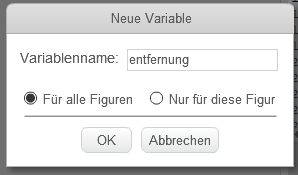 Neue Variable
Variablenname: entfernung
Für alle Figuren Nur für diese Figur
OK Abbrechen